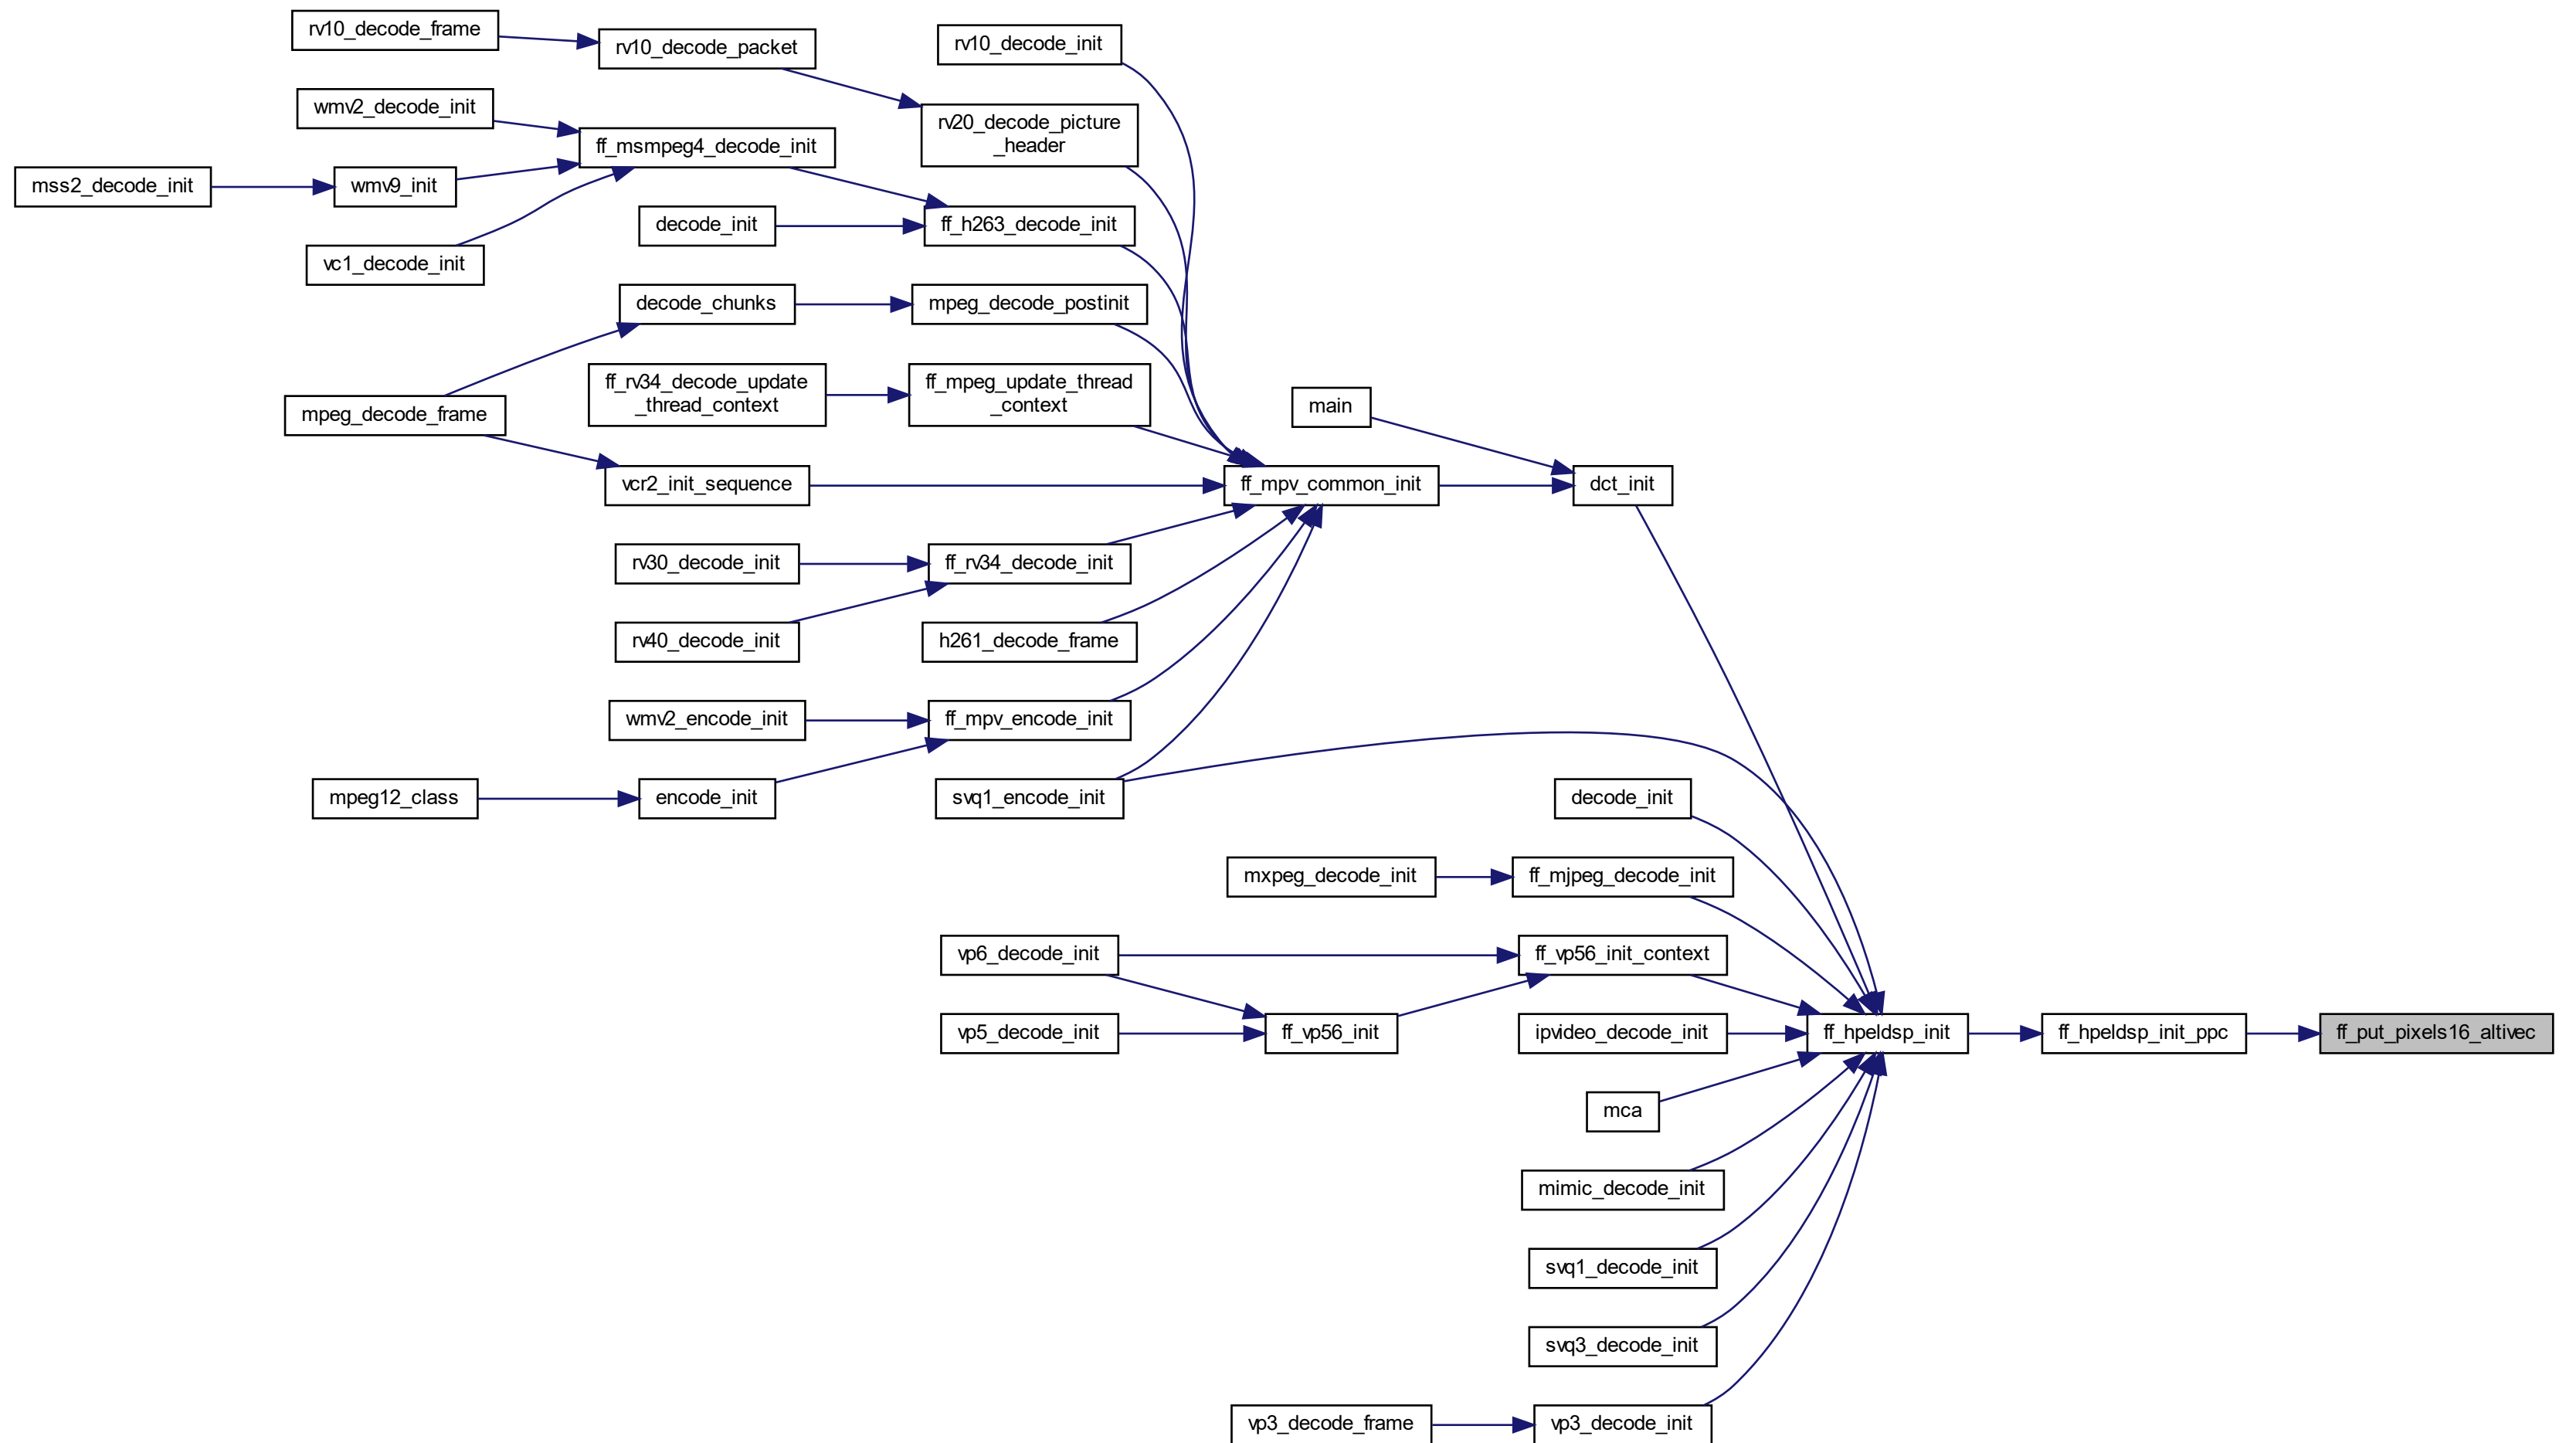 rv10_decode_frame
rv10_decode_packet
rv10_decode_init
wmv2_decode_init
rv20_decode_picture
_header
ff_msmpeg4_decode_init
mss2_decode_init
wmv9_init
decode_init
ff_h263_decode_init
vc1_decode_init
decode_chunks
mpeg_decode_postinit
ff_rv34_decode_update
_thread_context
ff_mpeg_update_thread
_context
main
mpeg_decode_frame
vcr2_init_sequence
ff_mpv_common_init
dct_init
rv30_decode_init
ff_rv34_decode_init
rv40_decode_init
h261_decode_frame
wmv2_encode_init
ff_mpv_encode_init
mpeg12_class
encode_init
svq1_encode_init
decode_init
mxpeg_decode_init
ff_mjpeg_decode_init
vp6_decode_init
ff_vp56_init_context
vp5_decode_init
ff_vp56_init
ipvideo_decode_init
ff_hpeldsp_init
ff_hpeldsp_init_ppc
ff_put_pixels16_altivec
mca
mimic_decode_init
svq1_decode_init
svq3_decode_init
vp3_decode_frame
vp3_decode_init